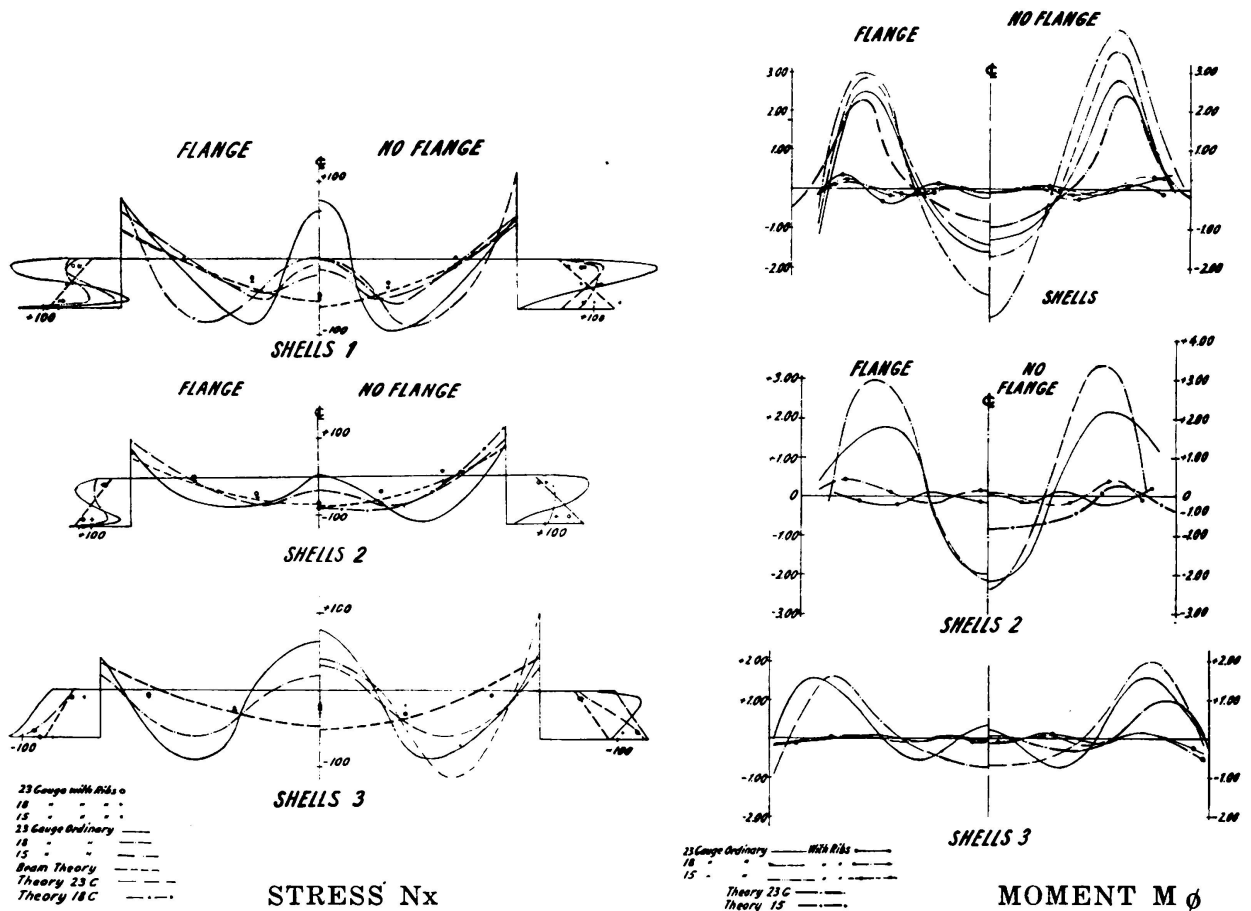 FLANGE
NO FLANGE
℄
+100
-100
+100
+100
SHELLS 1
FLANGE
NO FLANGE
℄
+100
-100
+100
+100
SHELLS 2
+100
-100
-100
-100
SHELLS 3
23 Gauge with Ribs
18 " " "
15 " " "
23 Gauge Ordinary
18 " "
15 " "
Beam Theory
Theory 23 C
Theory 18 C
STRESS Nx
FLANGE
NO FLANGE
℄
3.00
2.00
1.00
-1.00
-2.00
3.00
2.00
1.00
-1.00
-2.00
SHELLS
FLANGE
NO
FLANGE
℄
+3.00
+2.00
+1.00
0
-1.00
-2.00
-3.00
+4.00
+3.00
+2.00
+1.00
0
-1.00
-2.00
-3.00
SHELLS 2
+2.00
+1.00
-1.00
-2.00
+2.00
+1.00
-1.00
-2.00
SHELLS 3
23 Gauge Ordinary With Ribs
18 " " " "
15 " " " "
Theory 23 G
Theory 15
MOMENT M φ